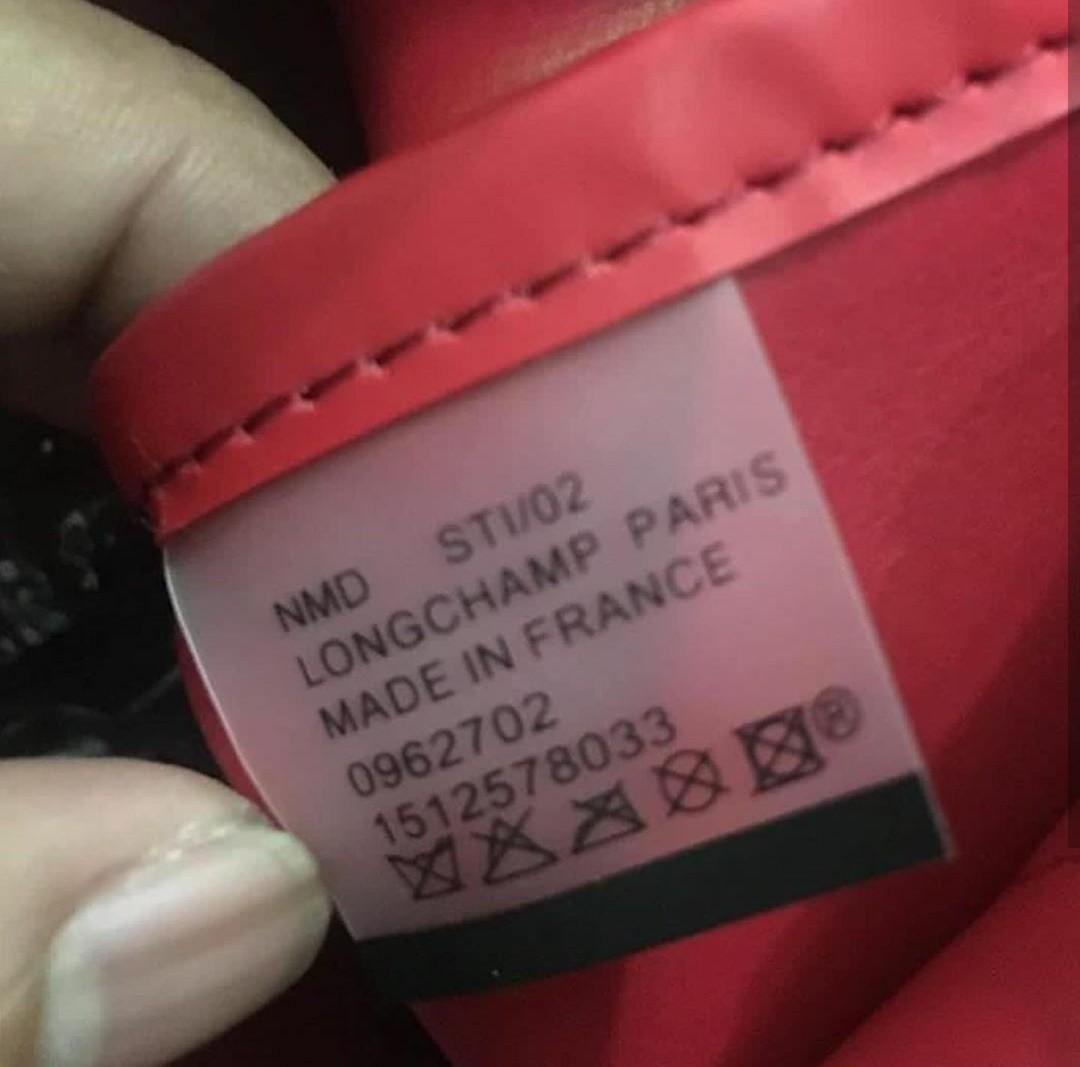 NMD STI/02
LONGCHAMP PARIS
MADE IN FRANCE
0962702
1512578033
®